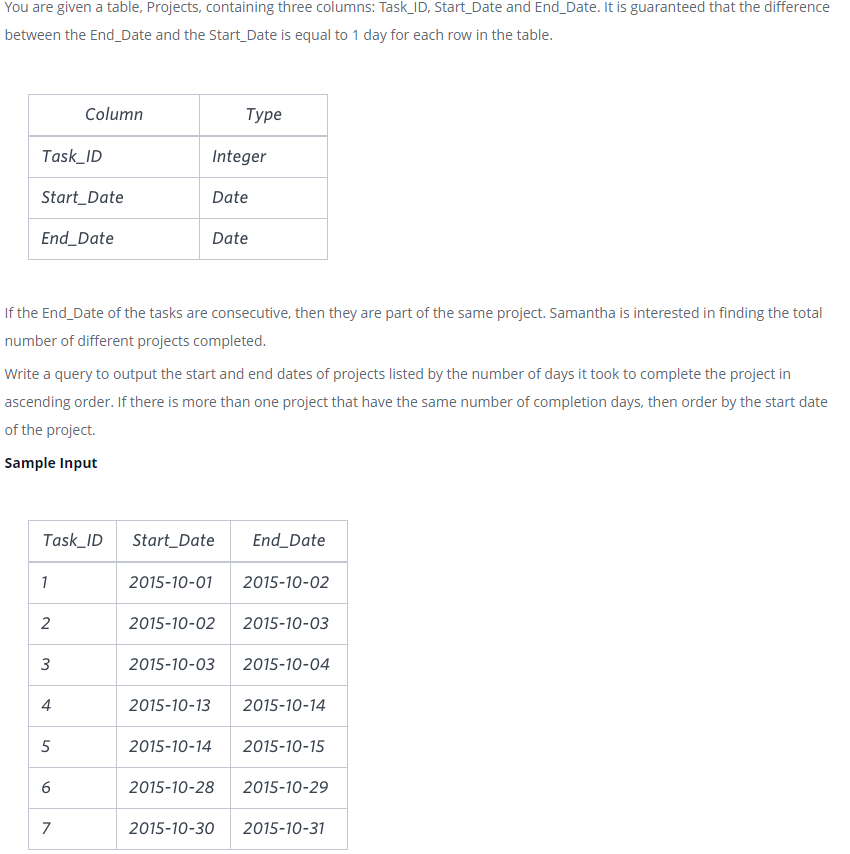 You are given a table, Projects, containing three columns: Task_ID, Start_Date and End_Date. It is guaranteed that the difference
between the End_Date and the Start_Date is equal to 1 day for each row in the table.
Column Type
Task_ID Integer
Start_Date Date
End_Date Date
If the End_Date of the tasks are consecutive, then they are part of the same project. Samantha is interested in finding the total
number of different projects completed.
Write a query to output the start and end dates of projects listed by the number of days it took to complete the project in
ascending order. If there is more than one project that have the same number of completion days, then order by the start date
of the project.
Sample Input
Task_ID Start_Date End_Date
1 2015-10-01 2015-10-02
2 2015-10-02 2015-10-03
3 2015-10-03 2015-10-04
4 2015-10-13 2015-10-14
5 2015-10-14 2015-10-15
6 2015-10-28 2015-10-29
7 2015-10-30 2015-10-31